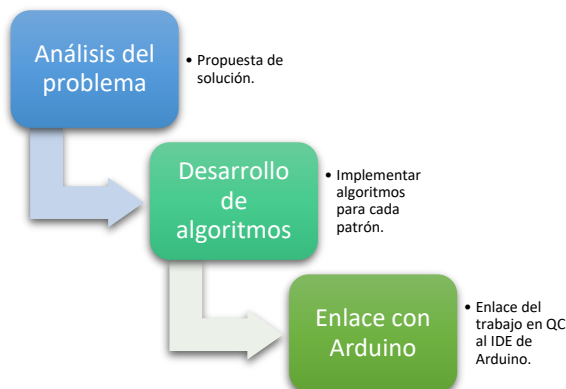 Análisis del
problema
• Propuesta de
solución.
Desarrollo
de
algoritmos
• Implementar
algoritmos
para cada
patrón.
Enlace con
Arduino
• Enlace del
trabajo en QC
al IDE de
Arduino.